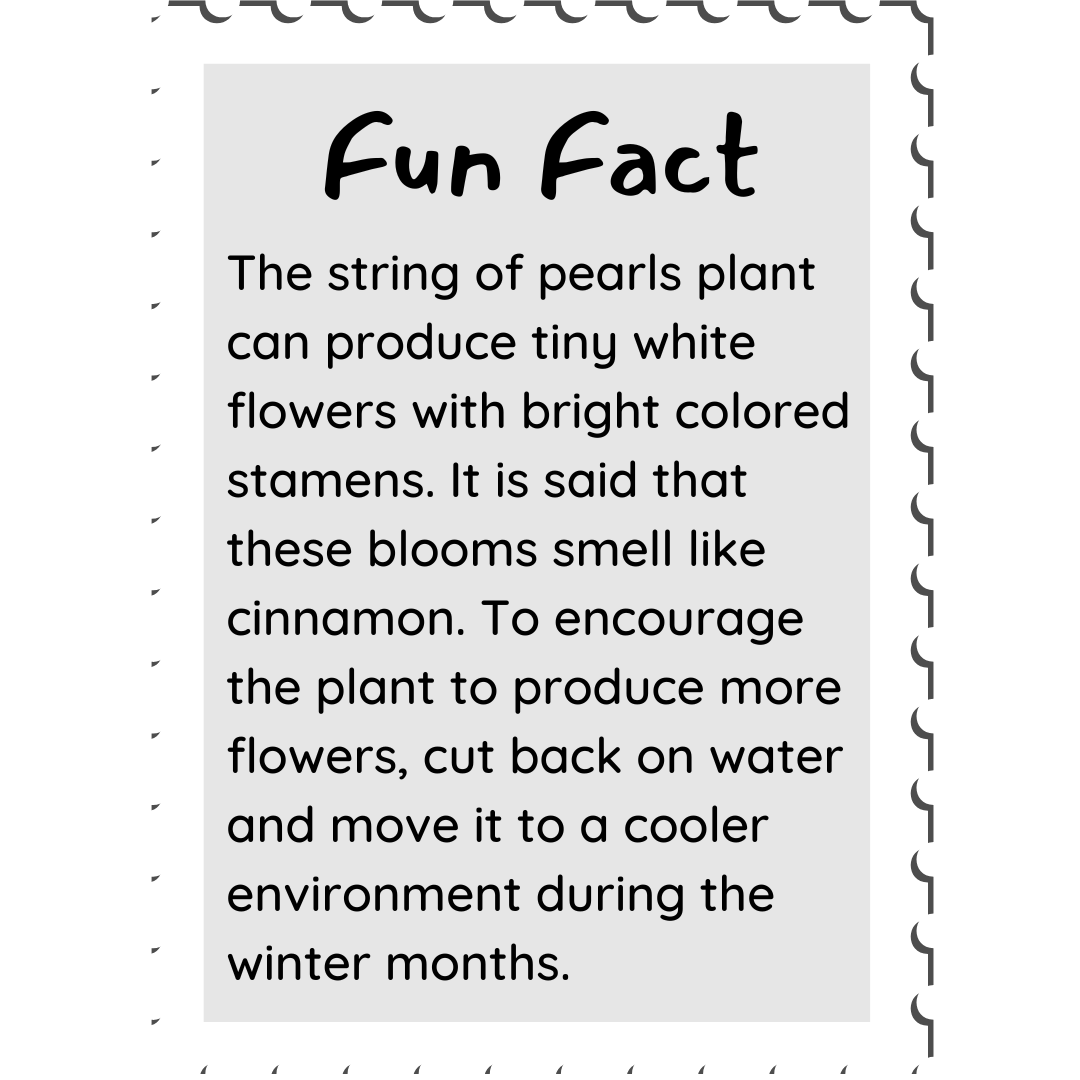 Fun Fact
The string of pearls plant
can produce tiny white
flowers with bright colored
stamens. It is said that
these blooms smell like
cinnamon. To encourage
the plant to produce more
flowers, cut back on water
and move it to a cooler
environment during the
winter months.